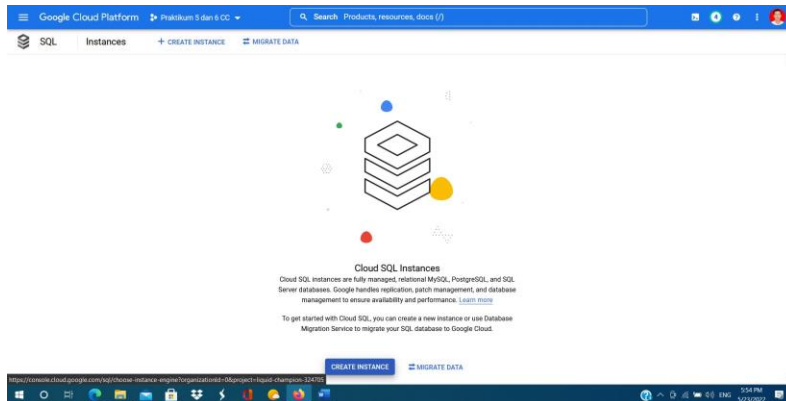 Google Cloud Platform Praktikum 5 dan 6 CC Search Products, resources, docs (/)
SQL Instances + CREATE INSTANCE MIGRATE DATA
Cloud SQL Instances
Cloud SQL instances are fully managed, relational MySQL, PostgreSQL, and SQL
Server databases. Google handles replication, patch management, and database
management to ensure availability and performance. Learn more
To get started with Cloud SQL, you can create a new instance or use Database
Migration Service to migrate your SQL database to Google Cloud.
CREATE INSTANCE MIGRATE DATA
https://console.cloud.google.com/sql/choose-instance-engine?organizationId=0&project=liquid-champion-324705
ENG 5:54 PM
5/23/2022